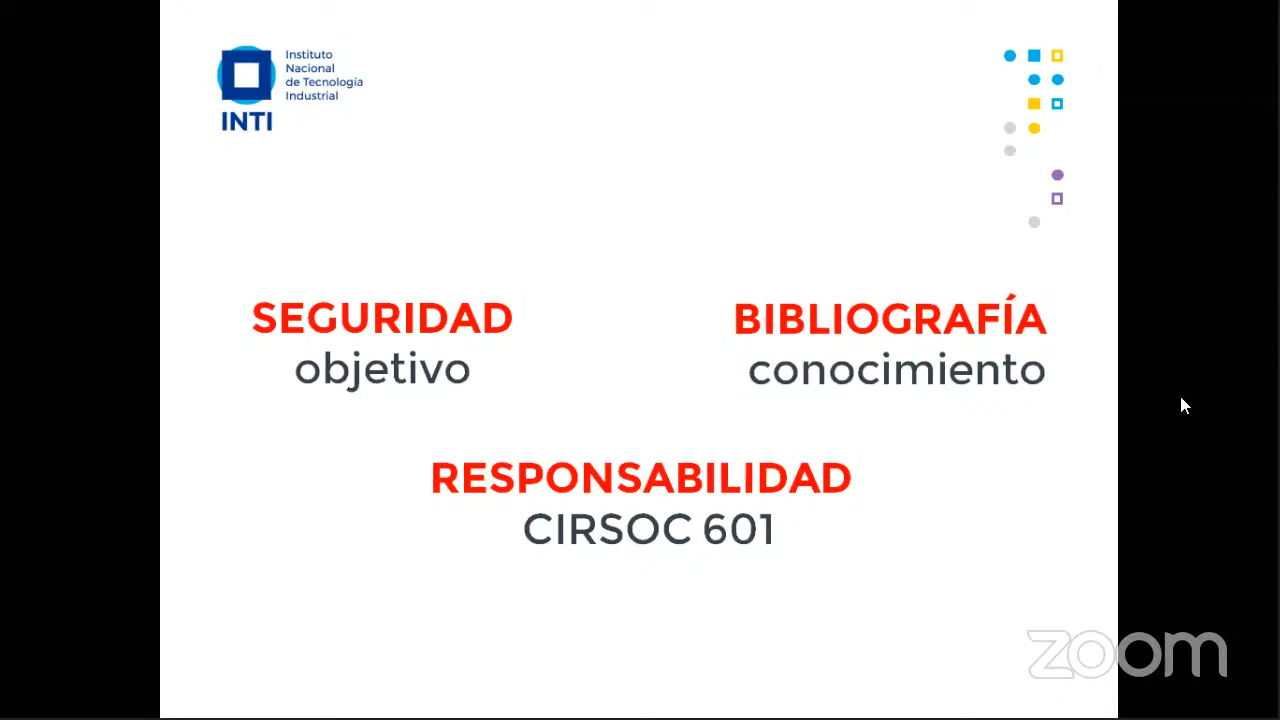 Instituto
Nacional
de Tecnología
Industrial
INTI
SEGURIDAD
objetivo
BIBLIOGRAFÍA
conocimiento
RESPONSABILIDAD
CIRSOC 601
zoom